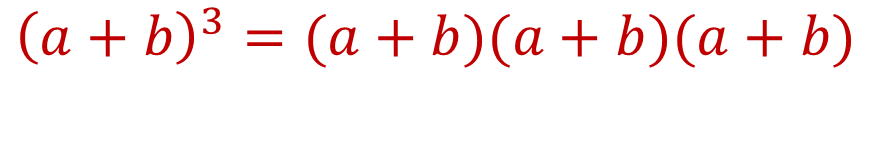 (a + b)³ = (a + b)(a + b)(a + b)